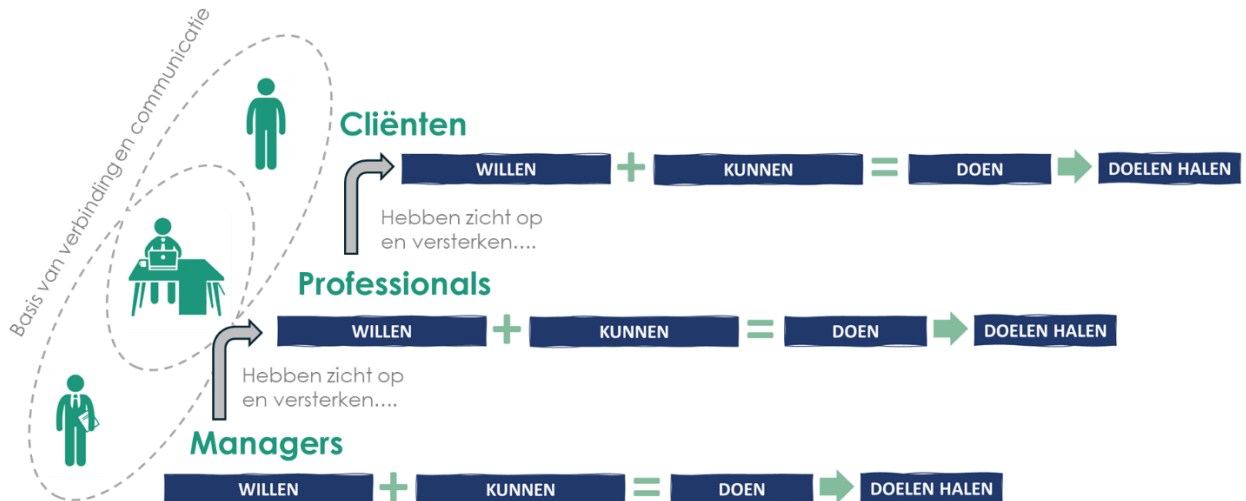 Basis van verbinding en communicatie
Cliënten
WILLEN + KUNNEN = DOEN DOELEN HALEN
Hebben zicht op
en versterken....
Professionals
WILLEN + KUNNEN = DOEN DOELEN HALEN
Hebben zicht op
en versterken....
Managers
WILLEN + KUNNEN = DOEN DOELEN HALEN